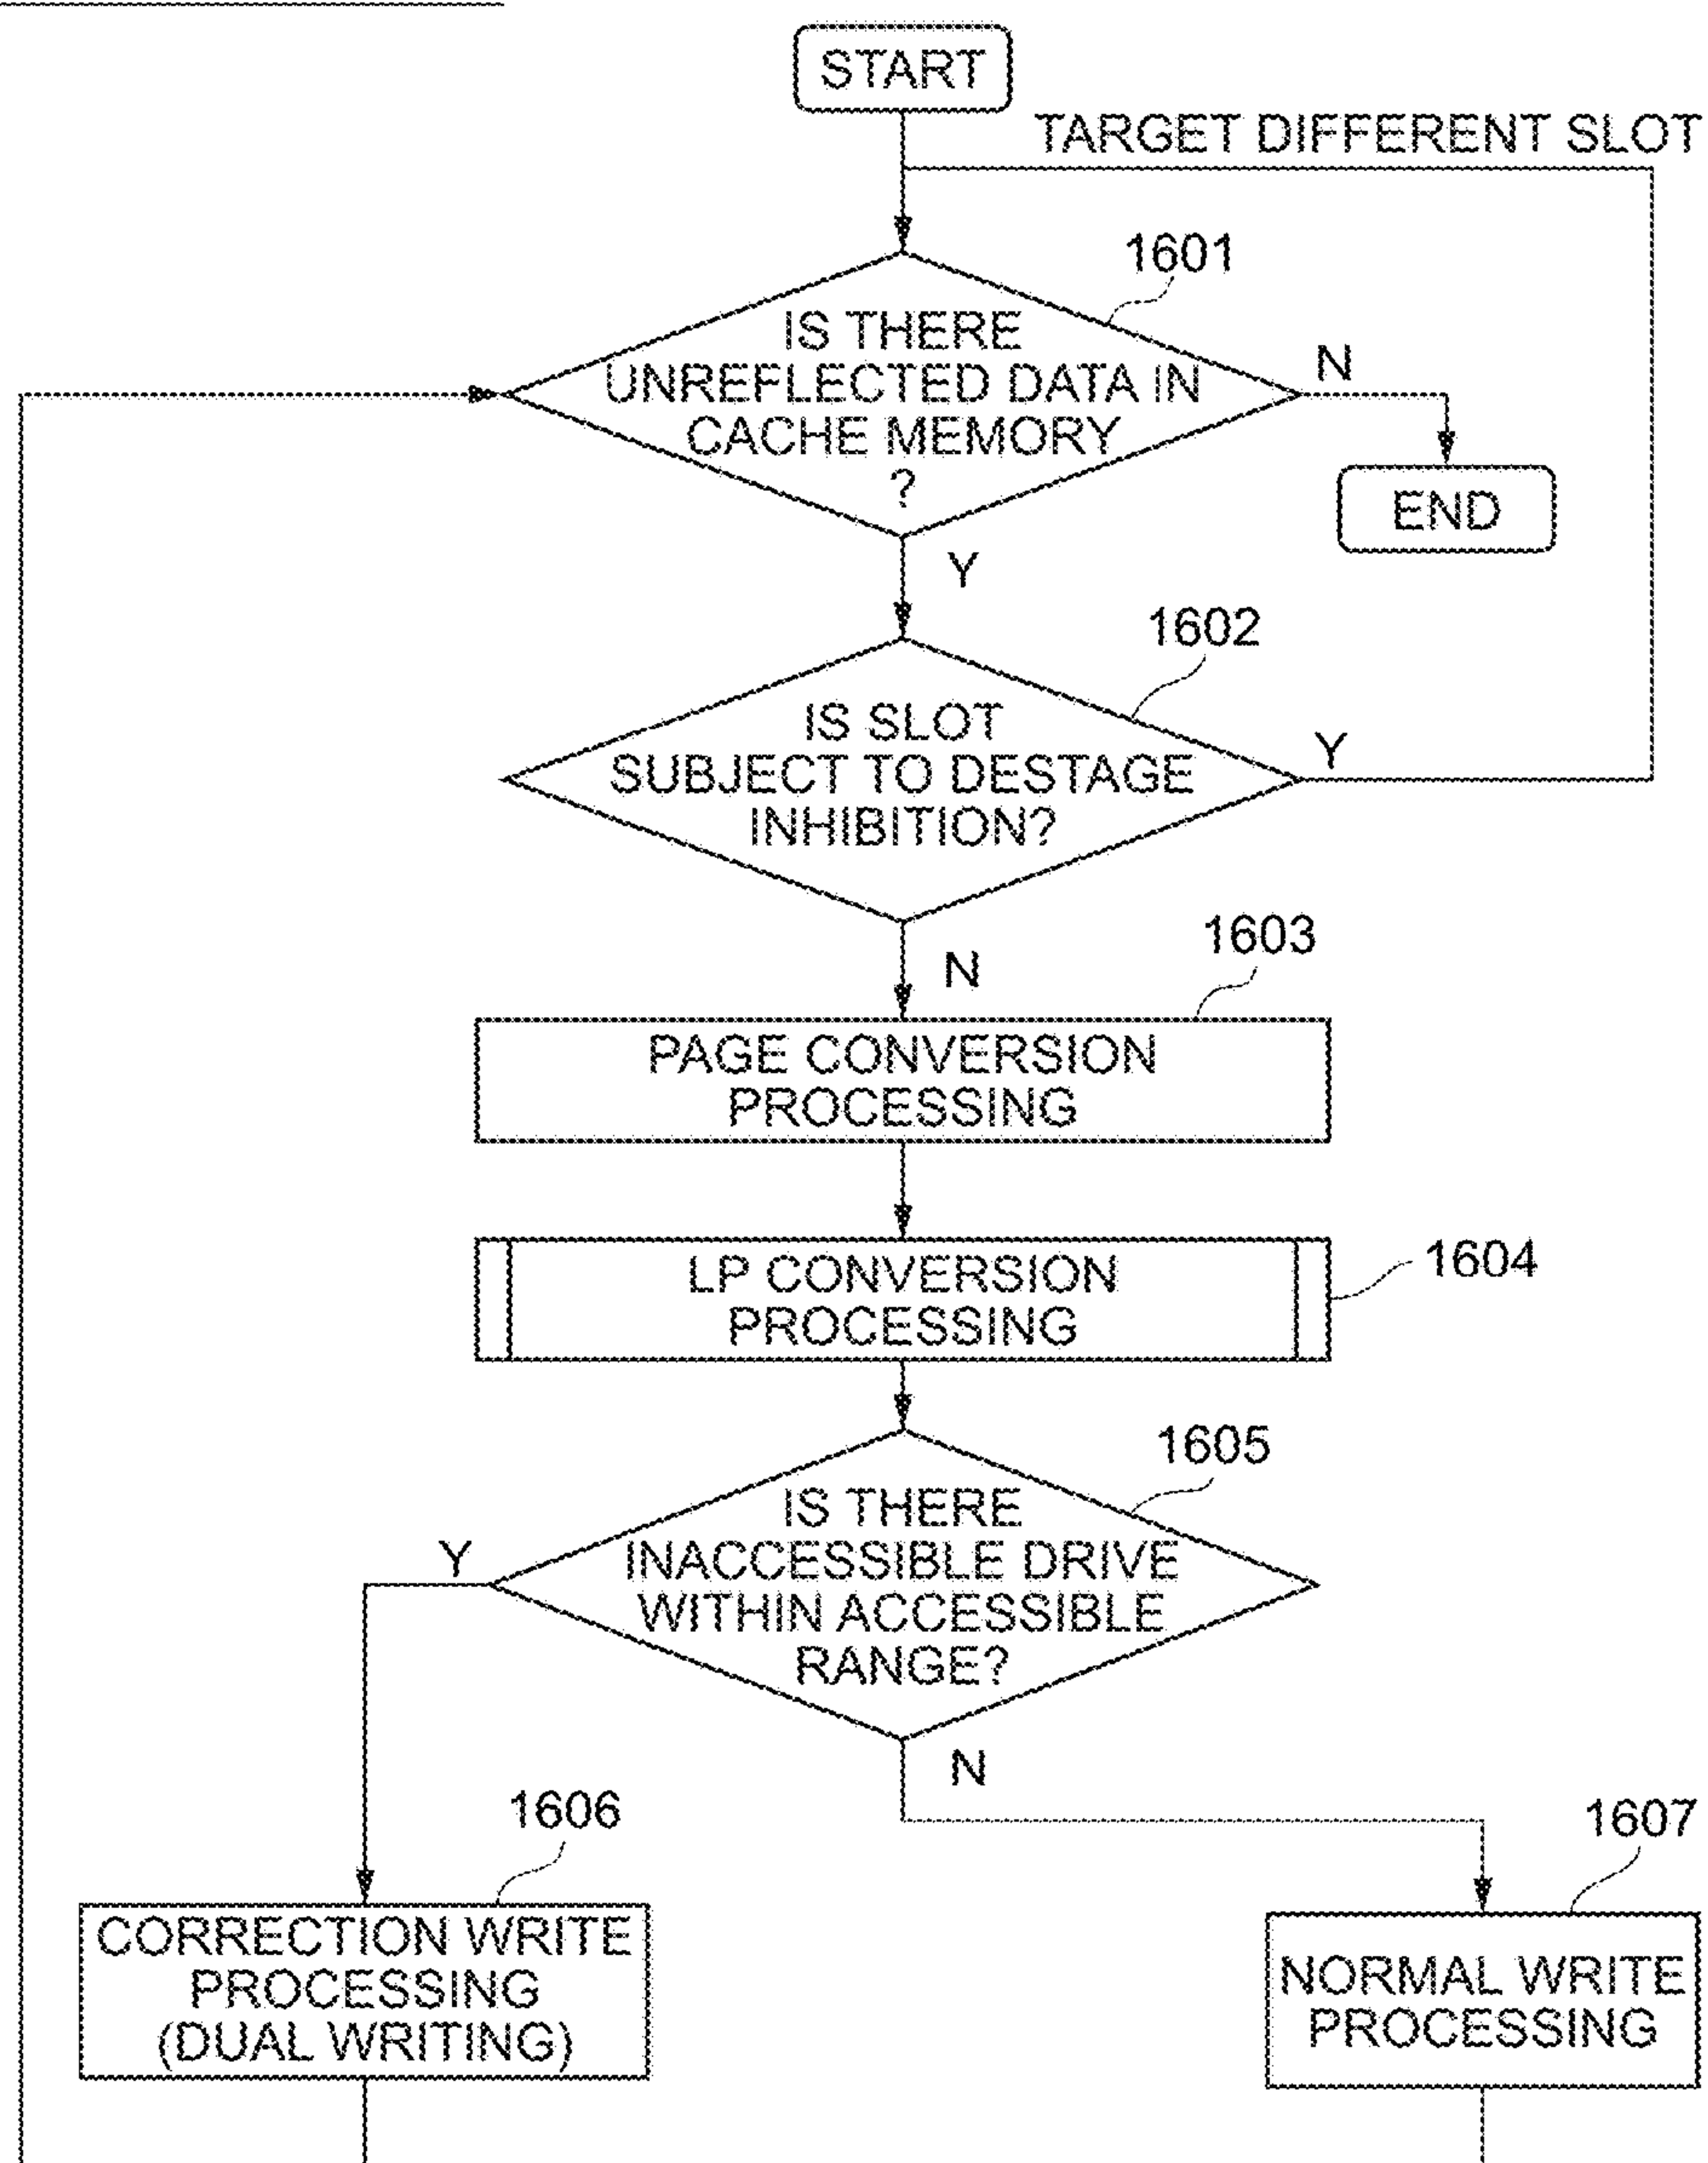 START
TARGET DIFFERENT SLOT
1601
IS THERE
UNREFLECTED DATA IN
CACHE MEMORY
?
N
END
Y
1602
IS SLOT
SUBJECT TO DESTAGE
INHIBITION?
Y
N
1603
PAGE CONVERSION
PROCESSING
LP CONVERSION
PROCESSING
1604
1605
IS THERE
INACCESSIBLE DRIVE
WITHIN ACCESSIBLE
RANGE?
Y
N
1606
CORRECTION WRITE
PROCESSING
(DUAL WRITING)
1607
NORMAL WRITE
PROCESSING